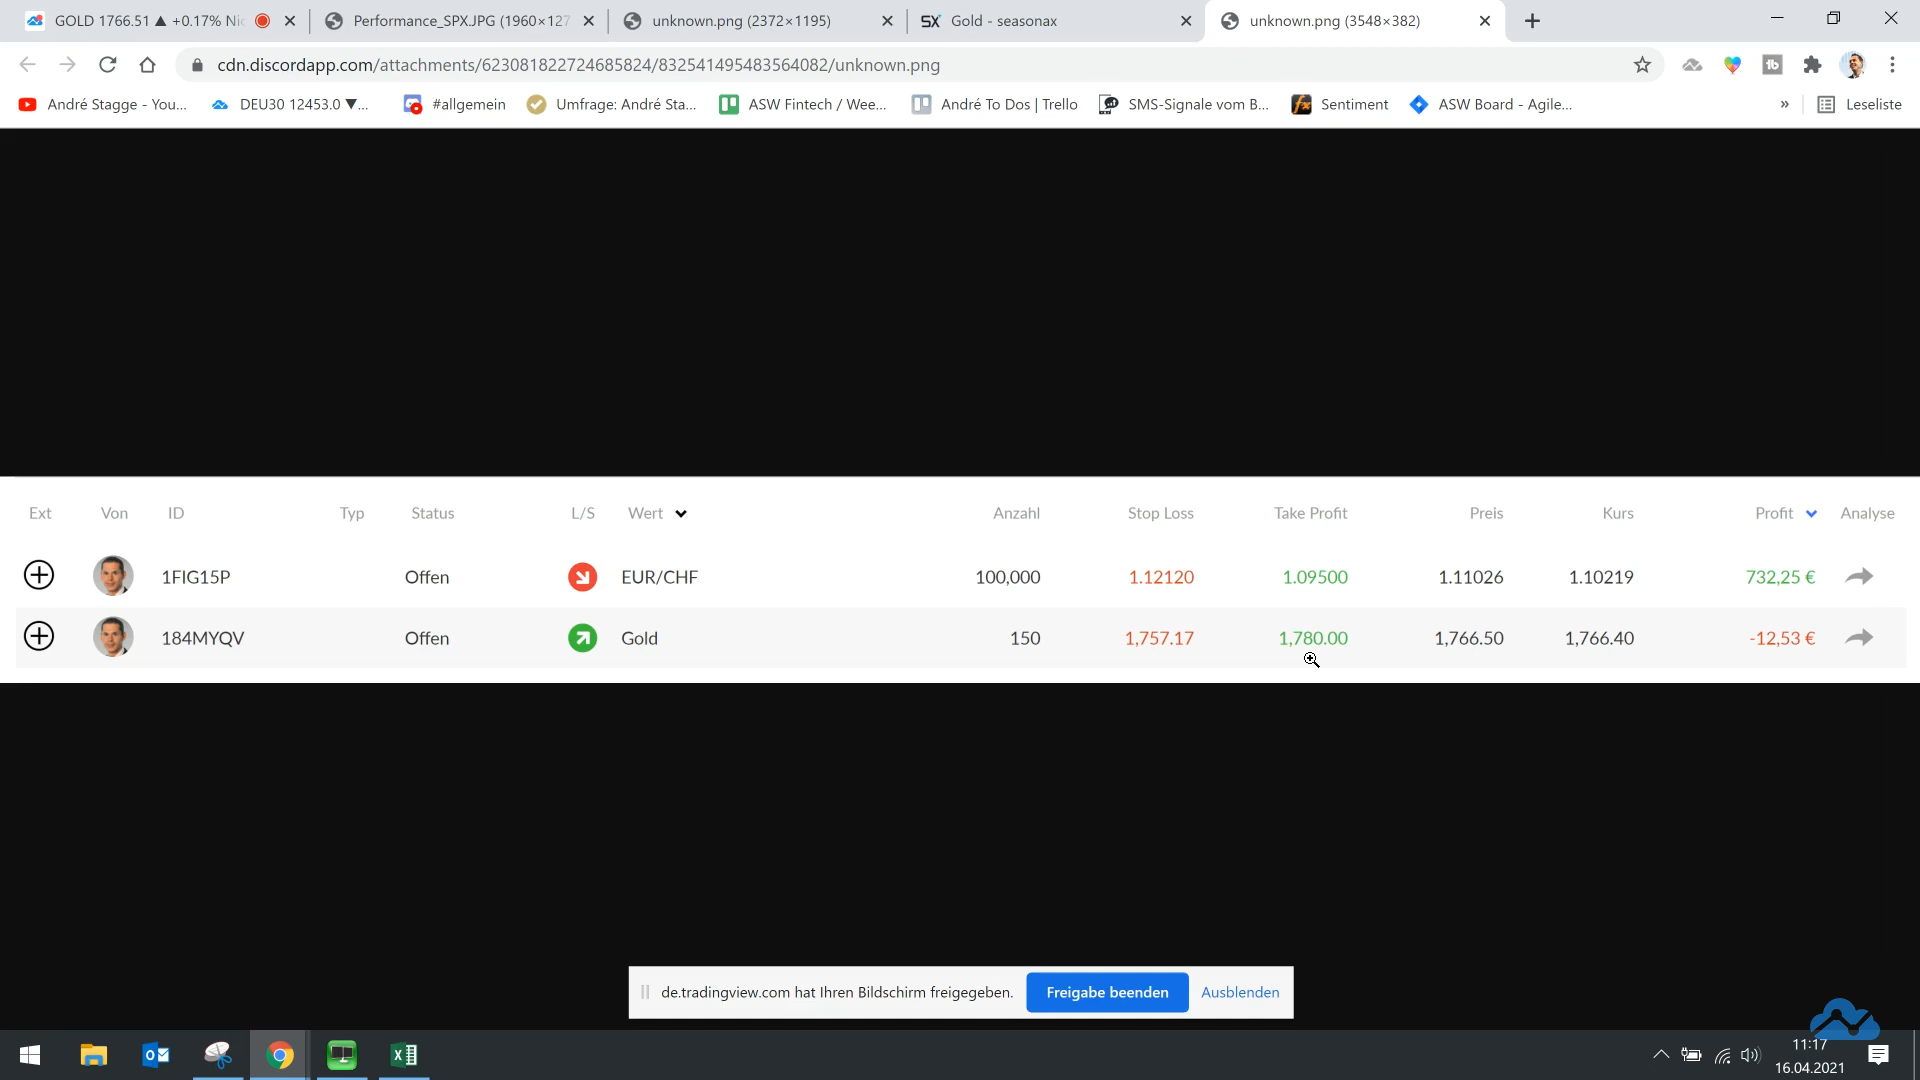 GOLD 1766.51 ▲ +0.17% Nic
Performance_SPX.JPG (1960×127
unknown.png (2372×1195)
SX Gold - seasonax
unknown.png (3548×382)
cdn.discordapp.com/attachments/623081822724685824/832541495483564082/unknown.png
André Stagge - You...
DEU30 12453.0 ▼...
#allgemein
Umfrage: André Sta...
ASW Fintech / Wee...
André To Dos | Trello
SMS-Signale vom B...
fx Sentiment
ASW Board - Agile...
»
Leseliste
Ext Von ID Typ Status L/S Wert Anzahl Stop Loss Take Profit Preis Kurs Profit Analyse
1FIG15P Offen EUR/CHF 100,000 1.12120 1.09500 1.11026 1.10219 732,25 €
184MYQV Offen Gold 150 1,757.17 1,780.00 1,766.50 1,766.40 -12,53 €
de.tradingview.com hat Ihren Bildschirm freigegeben. Freigabe beenden Ausblenden
11:17
16.04.2021